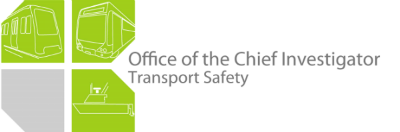 Office of the Chief Investigator
Transport Safety